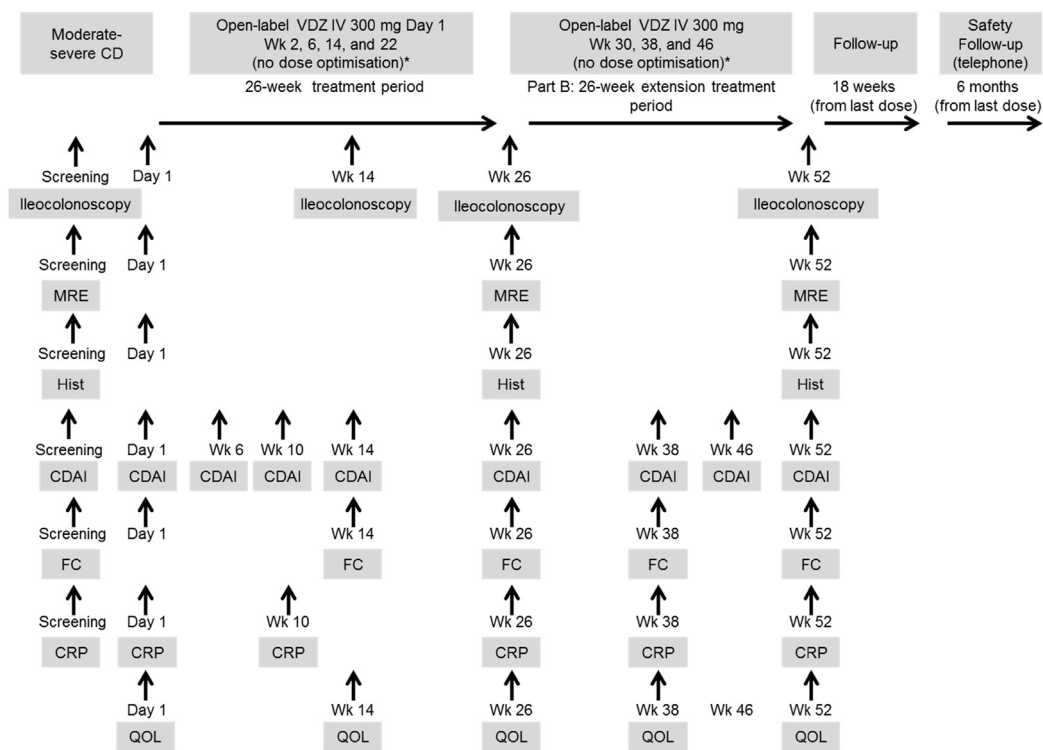 Moderate-
severe CD
Open-label VDZ IV 300 mg Day 1
Wk 2, 6, 14, and 22
(no dose optimisation)*
Open-label VDZ IV 300 mg
Wk 30, 38, and 46
(no dose optimisation)*
Follow-up
Safety
Follow-up
(telephone)
26-week treatment period
Part B: 26-week extension treatment
period
18 weeks
(from last dose)
6 months
(from last dose)
Screening Day 1 Wk 14 Wk 26 Wk 52
Ileocolonoscopy Ileocolonoscopy Ileocolonoscopy Ileocolonoscopy
Screening Day 1 Wk 26 Wk 52
MRE MRE MRE
Screening Day 1 Wk 26 Wk 52
Hist Hist Hist
Screening Day 1 Wk 6 Wk 10 Wk 14 Wk 26 Wk 38 Wk 46 Wk 52
CDAI CDAI CDAI CDAI CDAI CDAI CDAI CDAI CDAI
Screening Day 1 Wk 14 Wk 26 Wk 38 Wk 52
FC FC FC FC FC
Screening Day 1 Wk 10 Wk 26 Wk 38 Wk 52
CRP CRP CRP CRP CRP CRP
Day 1 Wk 14 Wk 26 Wk 38 Wk 46 Wk 52
QOL QOL QOL QOL QOL